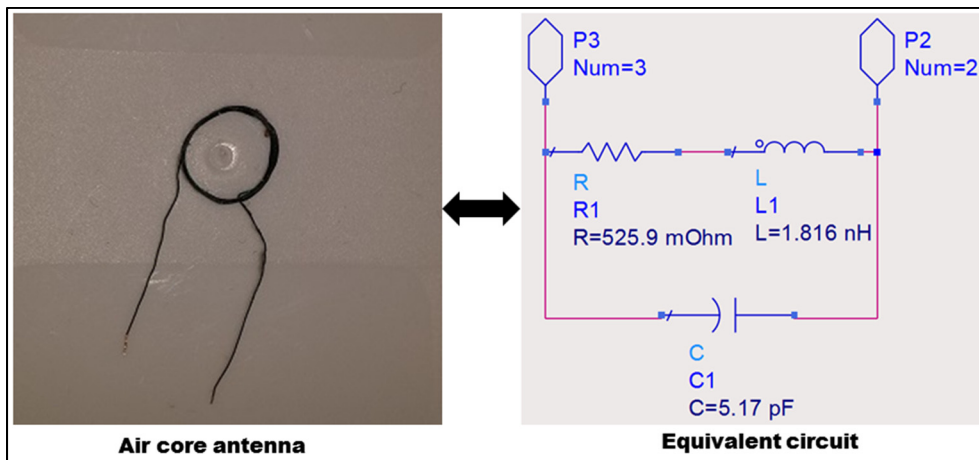 P3
Num=3
P2
Num=2
R
R1
R=525.9 mOhm
L
L1
L=1.816 nH
C
C1
C=5.17 pF
Air core antenna
Equivalent circuit